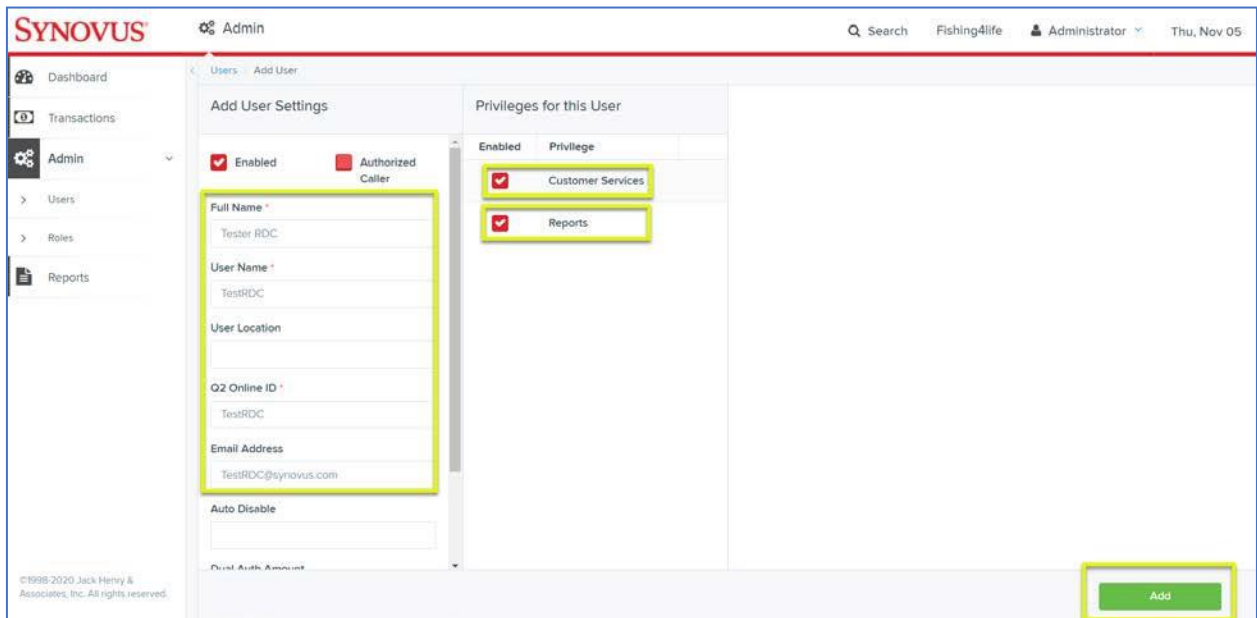 SYNOVUS
Admin
Search Fishing4life Administrator Thu, Nov 05
Dashboard
Transactions
Admin
Users
Roles
Reports
Users Add User
Add User Settings
Enabled
Authorized
Caller
Full Name *
Tester RDC
User Name *
TestRDC
User Location
Q2 Online ID *
TestRDC
Email Address
TestRDC@synovus.com
Auto Disable
Dual Auth Amount
Privileges for this User
Enabled Privilege
Customer Services
Reports
©1998-2020 Jack Henry &
Associates, Inc. All rights reserved.
Add